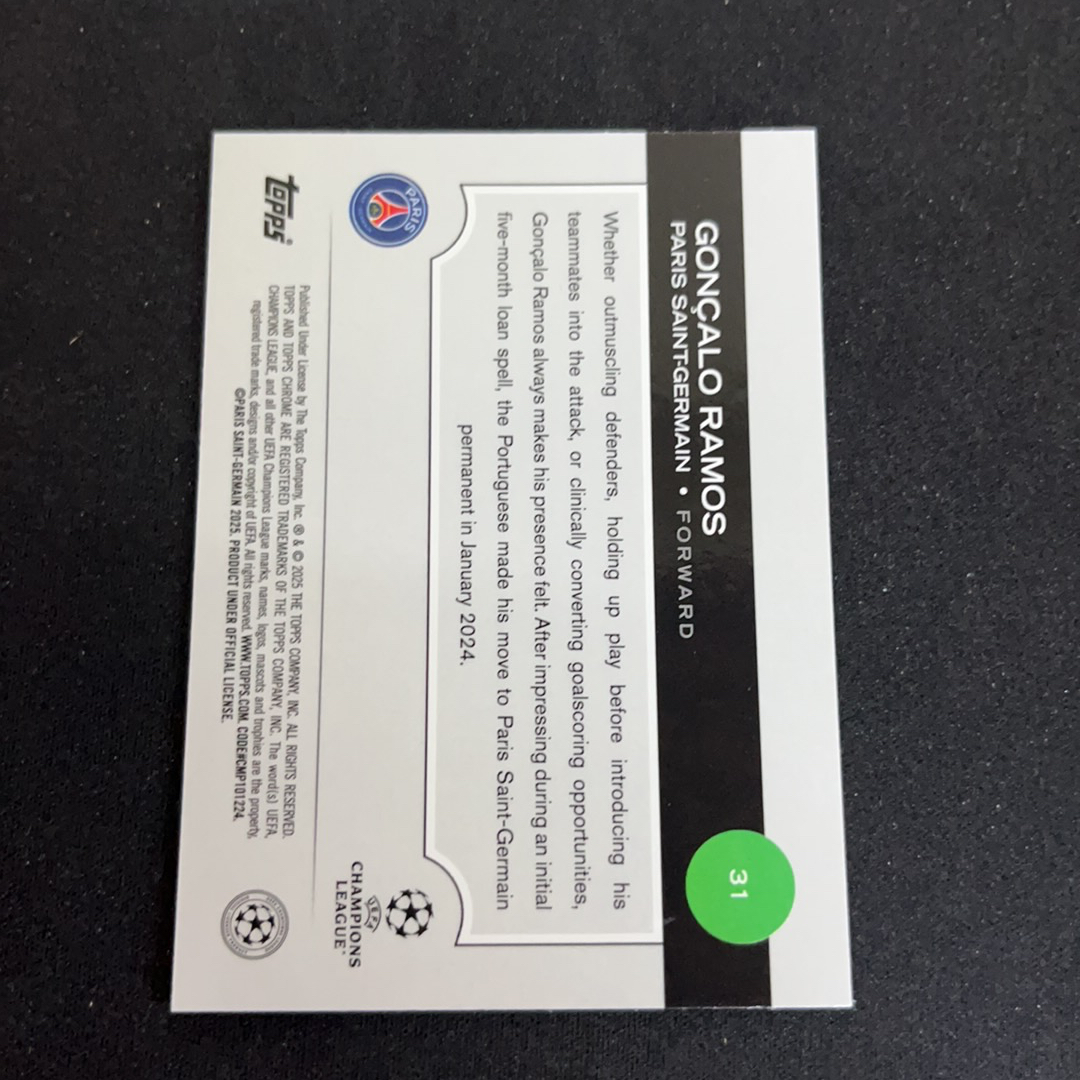 31
GONÇALO RAMOS
PARIS SAINT-GERMAIN • FORWARD
Whether outmuscling defenders, holding up play before introducing his
teammates into the attack, or clinically converting goalscoring opportunities,
Gonçalo Ramos always makes his presence felt. After impressing during an initial
five-month loan spell, the Portuguese made his move to Paris Saint-Germain
permanent in January 2024.
PARIS
UEFA
CHAMPIONS
LEAGUE
topps
Published Under License by The Topps Company, Inc. ® & © 2025 THE TOPPS COMPANY, INC. ALL RIGHTS RESERVED.
TOPPS AND TOPPS CHROME ARE REGISTERED TRADEMARKS OF THE TOPPS COMPANY, INC. The word(s) UEFA,
CHAMPIONS LEAGUE, and all other UEFA Champions League marks, names, logos, mascots and trophies are the property,
registered trade marks, designs and/or copyright of UEFA. All rights reserved. WWW.TOPPS.COM. CODE#CMP101224.
©PARIS SAINT-GERMAIN 2025. PRODUCT UNDER OFFICIAL LICENSE.